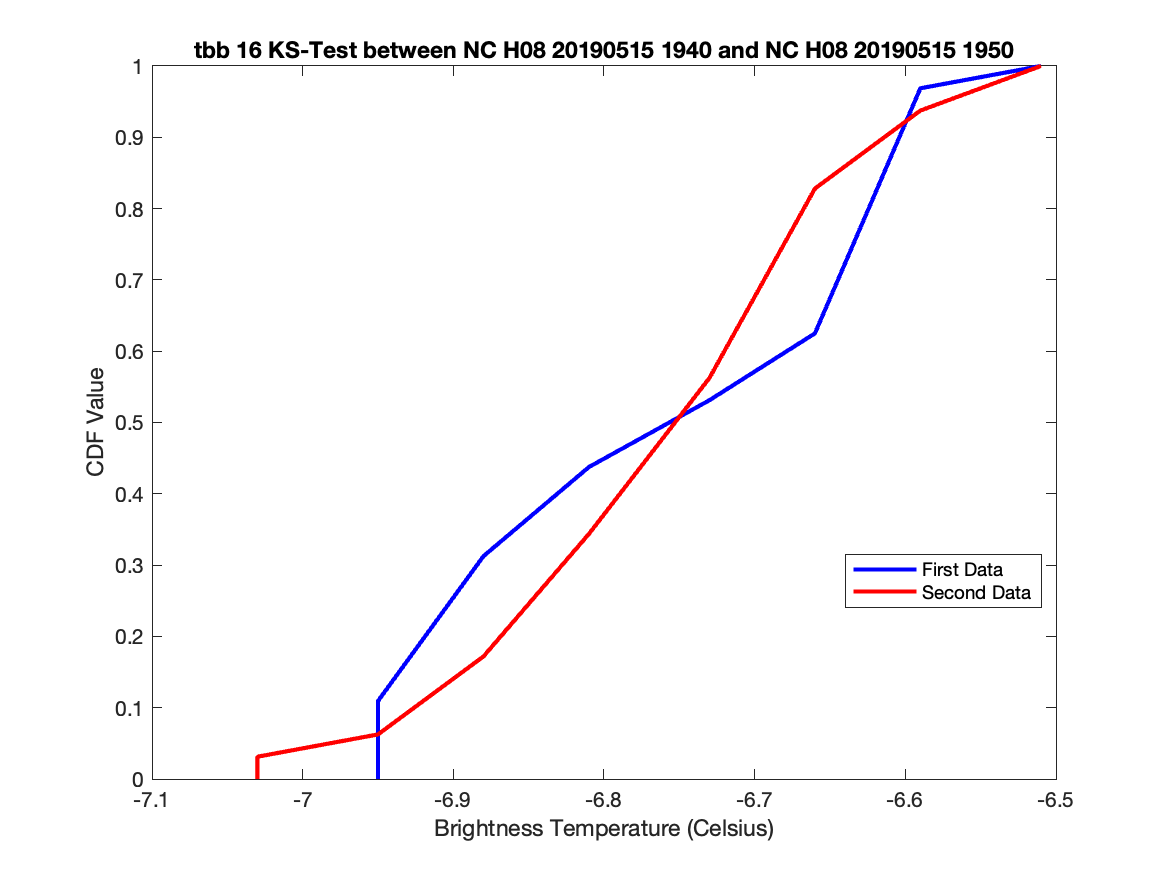 tbb 16 KS-Test between NC H08 20190515 1940 and NC H08 20190515 1950
1
0.9
0.8
0.7
0.6
0.5
0.4
0.3
0.2
0.1
0
CDF Value
First Data
Second Data
-7.1 -7 -6.9 -6.8 -6.7 -6.6 -6.5
Brightness Temperature (Celsius)